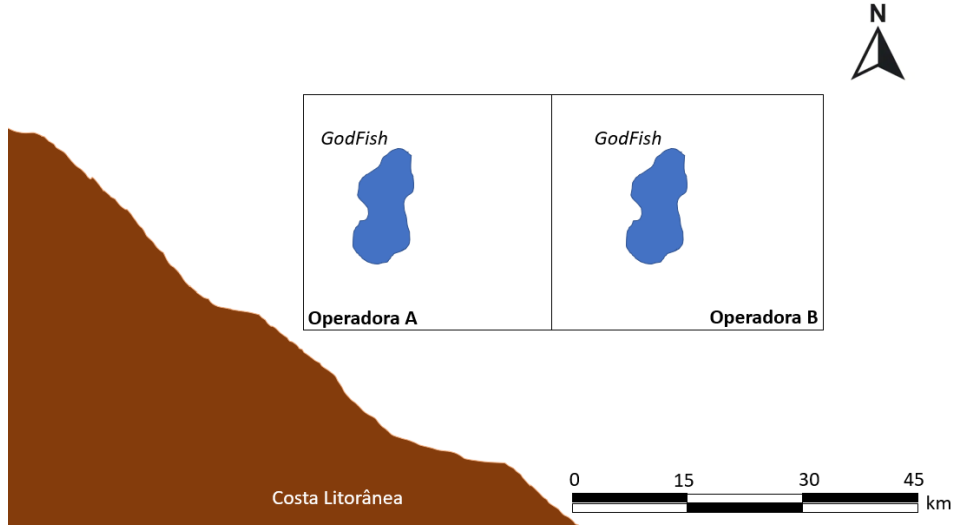 N
GodFish
GodFish
Operadora A
Operadora B
Costa Litorânea
0 15 30 45
km